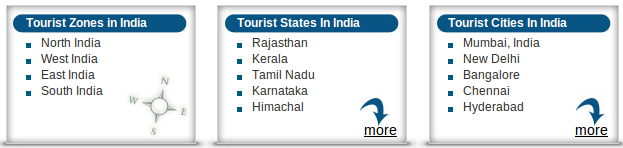 Tourist Zones in India
North India
West India
East India
South India
N
W
E
S
Tourist States In India
Rajasthan
Kerala
Tamil Nadu
Karnataka
Himachal
more
Tourist Cities In India
Mumbai, India
New Delhi
Bangalore
Chennai
Hyderabad
more